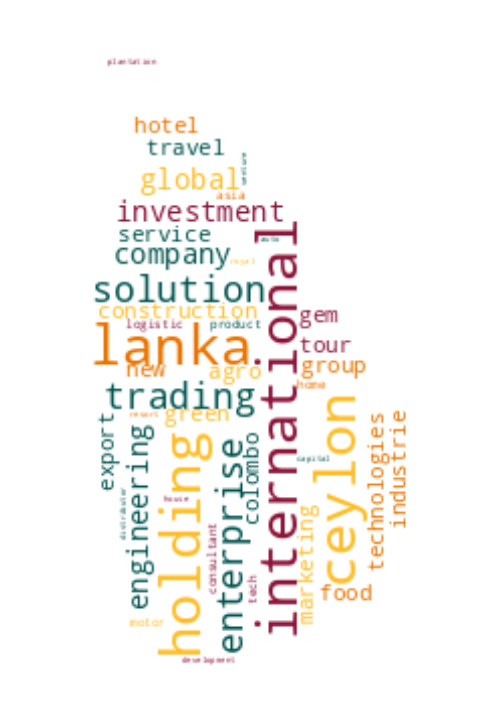 plantation
hotel
travel
global
asia
investment
service
auto
company
royal
solution
construction
logistic
product
gem
lanka
international
tour
new
agro
group
trading
home
resort
green
export
engineering
holding
enterprise
colombo
ceylon
technologies
industrie
capital
distributor
house
consultant
tech
marketing
food
motor
development